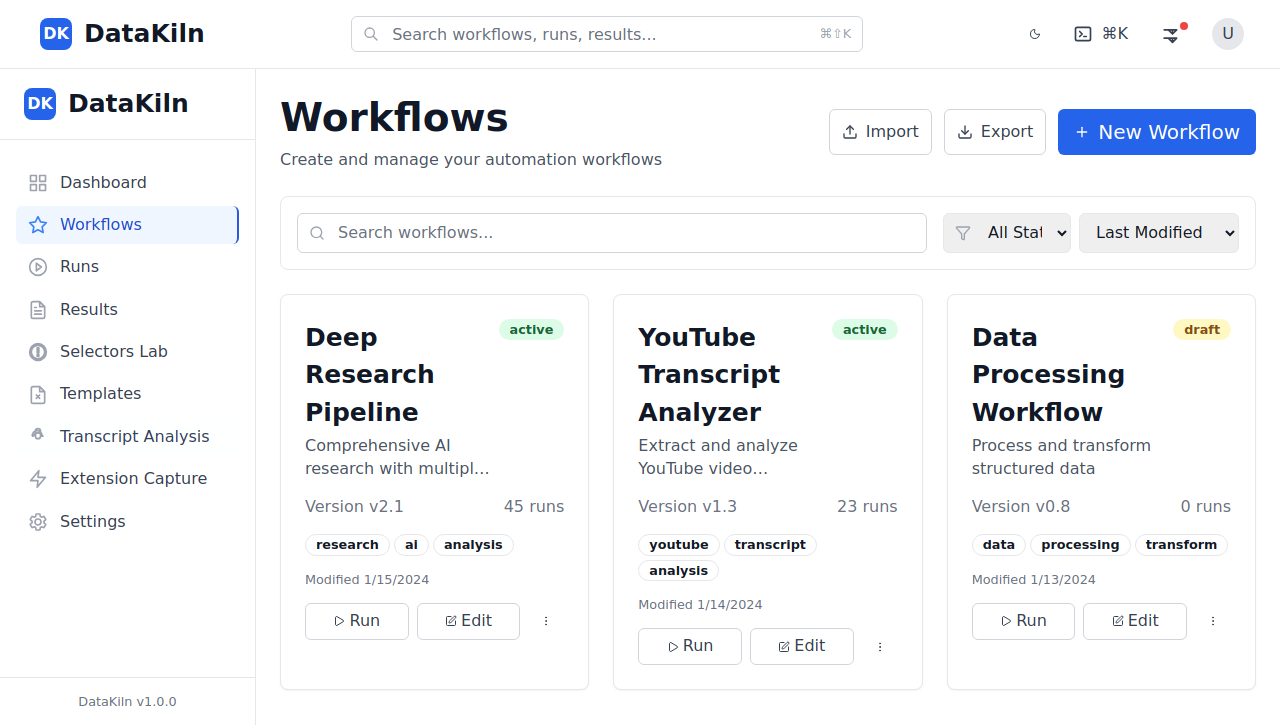 DK DataKiln
Search workflows, runs, results... ⌘⇧K
⌘K
U
DK DataKiln
Dashboard
Workflows
Runs
Results
Selectors Lab
Templates
Transcript Analysis
Extension Capture
Settings
DataKiln v1.0.0
Workflows
Create and manage your automation workflows
Import
Export
New Workflow
Search workflows...
All Stat
Last Modified
Deep
Research
Pipeline
active
Comprehensive AI
research with multipl...
Version v2.1 45 runs
research ai analysis
Modified 1/15/2024
Run Edit
YouTube
Transcript
Analyzer
active
Extract and analyze
YouTube video...
Version v1.3 23 runs
youtube transcript
analysis
Modified 1/14/2024
Run Edit
Data
Processing
Workflow
draft
Process and transform
structured data
Version v0.8 0 runs
data processing transform
Modified 1/13/2024
Run Edit